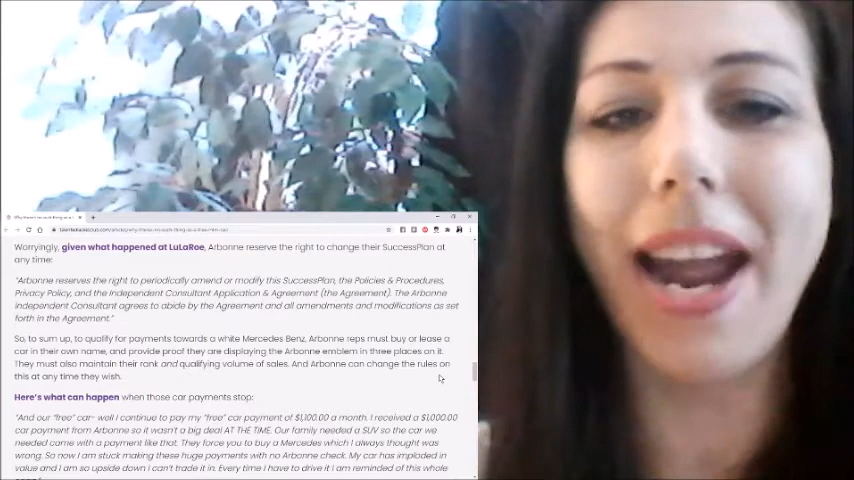 Worryingly, given what happened at LuLaRoe, Arbonne reserve the right to change their SuccessPlan at
any time:
"Arbonne reserves the right to periodically amend or modify this SuccessPlan, the Policies & Procedures,
Privacy Policy, and the Independent Consultant Application & Agreement (the Agreement). The Arbonne
Independent Consultant agrees to abide by the Agreement and all amendments and modifications as set
forth in the Agreement."
So, to sum up, to qualify for payments towards a white Mercedes Benz, Arbonne reps must buy or lease a
car in their own name, and provide proof they are displaying the Arbonne emblem in three places on it.
They must also maintain their rank and qualifying volume of sales. And Arbonne can change the rules on
this at any time they wish.
Here's what can happen when those car payments stop:
"And our "free" car- well I continue to pay my "free" car payment of $1,100.00 a month. I received a $1,000.00
car payment from Arbonne so it wasn't a big deal AT THE TIME. Our family needed a SUV so the car we
needed came with a payment like that. They force you to buy a Mercedes which I always thought was
wrong. So now I am stuck making these huge payments with no Arbonne check. My car has imploded in
value and I am so upside down I can't trade it in. Every time I have to drive it I am reminded of this whole